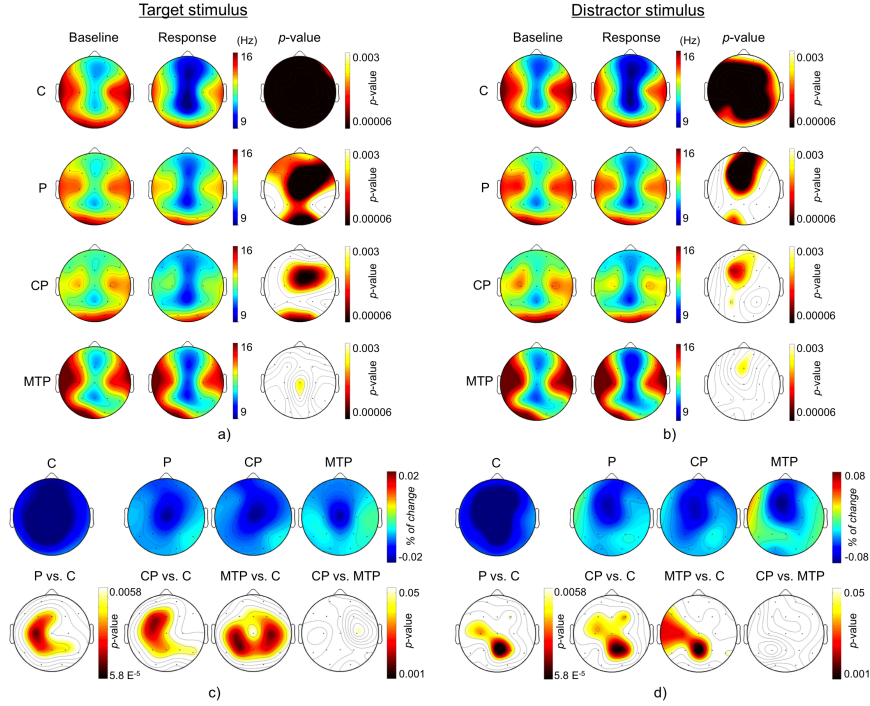 Target stimulus
Distractor stimulus
Baseline Response (Hz) p-value
Baseline Response (Hz) p-value
C 16 9 0.003 0.00006 p-value
C 16 9 0.003 0.00006 p-value
P 16 9 0.003 0.00006 p-value
P 16 9 0.003 0.00006 p-value
CP 16 9 0.003 0.00006 p-value
CP 16 9 0.003 0.00006 p-value
MTP 16 9 0.003 0.00006 p-value
MTP 16 9 0.003 0.00006 p-value
a)
b)
C P CP MTP
0.02
-0.02
% of change
P vs. C CP vs. C MTP vs. C CP vs. MTP
0.0058
5.8 E-5
p-value
0.05
0.001
p-value
c)
C P CP MTP
0.08
-0.08
% of change
P vs. C CP vs. C MTP vs. C CP vs. MTP
0.0058
5.8 E-5
p-value
0.05
0.001
p-value
d)